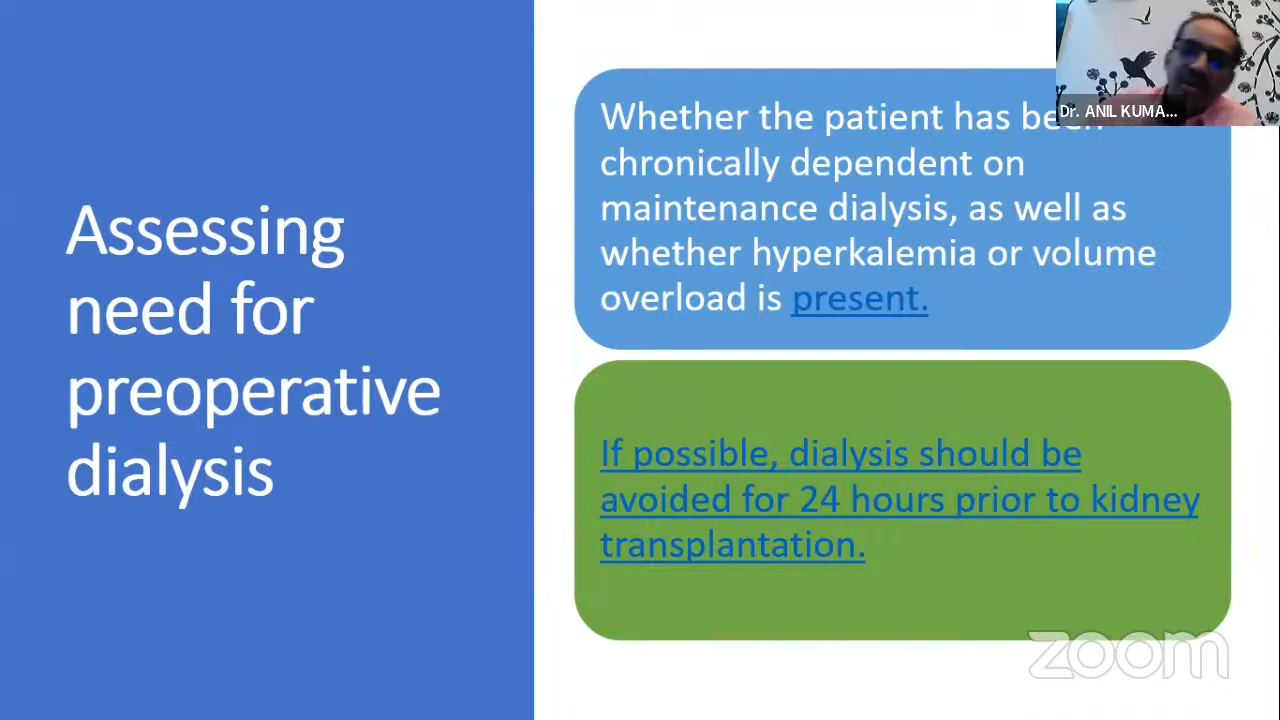 Assessing
need for
preoperative
dialysis
Whether the patient has been
chronically dependent on
maintenance dialysis, as well as
whether hyperkalemia or volume
overload is present.
If possible, dialysis should be
avoided for 24 hours prior to kidney
transplantation.
Dr. ANIL KUMA...
zoom